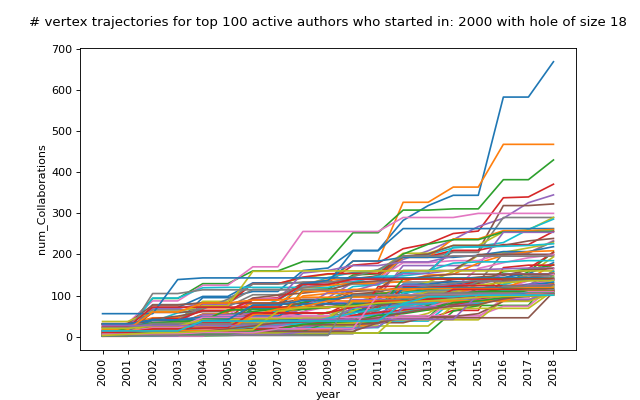 # vertex trajectories for top 100 active authors who started in: 2000 with hole of size 18
700
600
500
400
300
200
100
0
num_Collaborations
2000 2001 2002 2003 2004 2005 2006 2007 2008 2009 2010 2011 2012 2013 2014 2015 2016 2017 2018
year